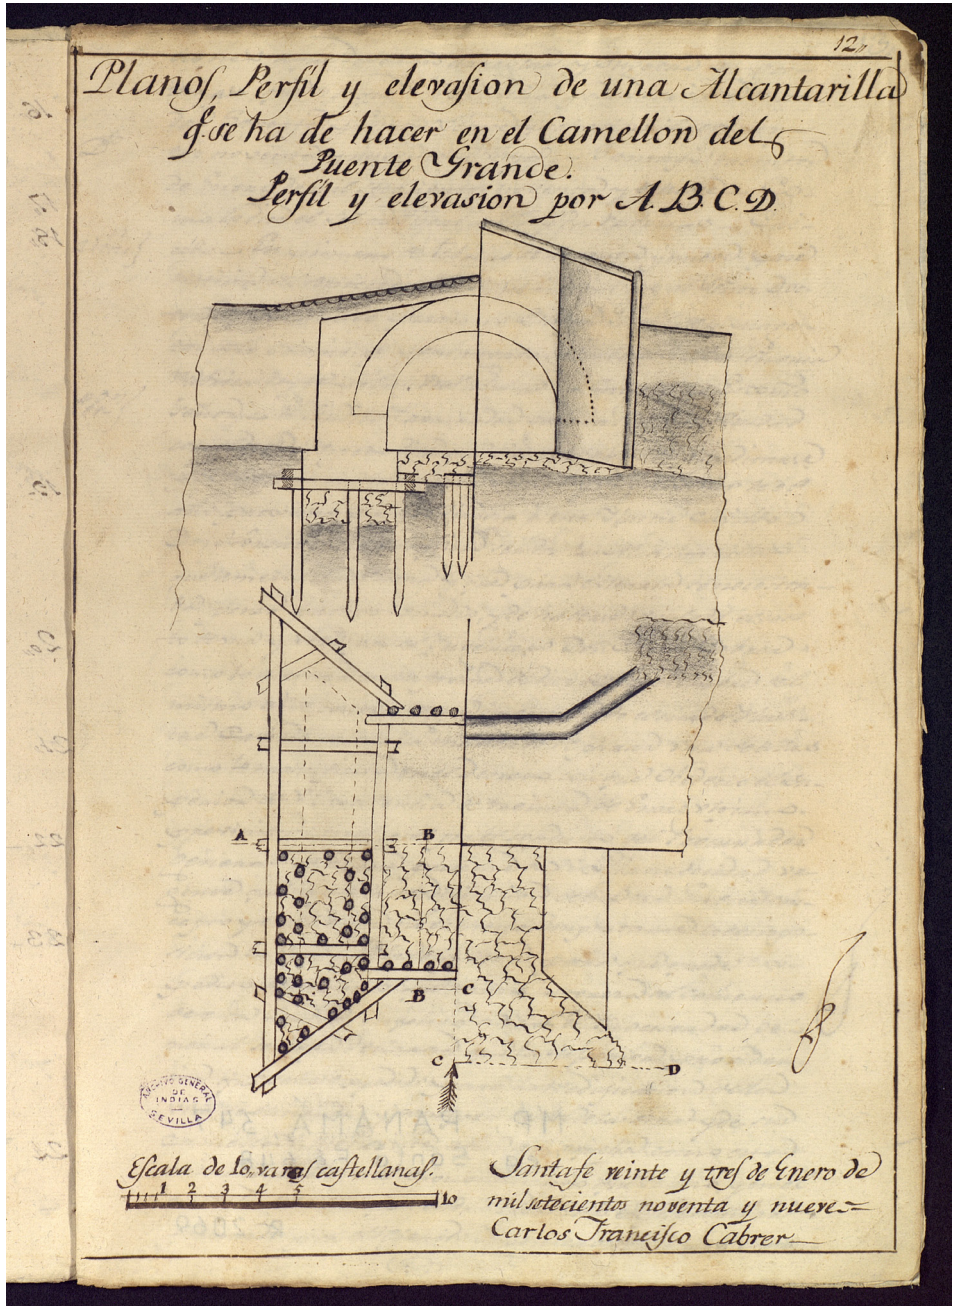 12,,
Planos, Perfil y elevasion de una Alcantarilla
q.e se ha de hacer en el Camellon del
Puente Grande.
Perfil y elevasion por A. B. C. D.
A
B
B
C
C
D
ARCHIVO GENERAL
DE
INDIAS
SEVILLA
Escala de 10, varas castellanas.
1 2 3 4 5
10
Santafe veinte y tres de Enero de
mil setecientos noventa y nueve.=
Carlos Francisco Cabrer